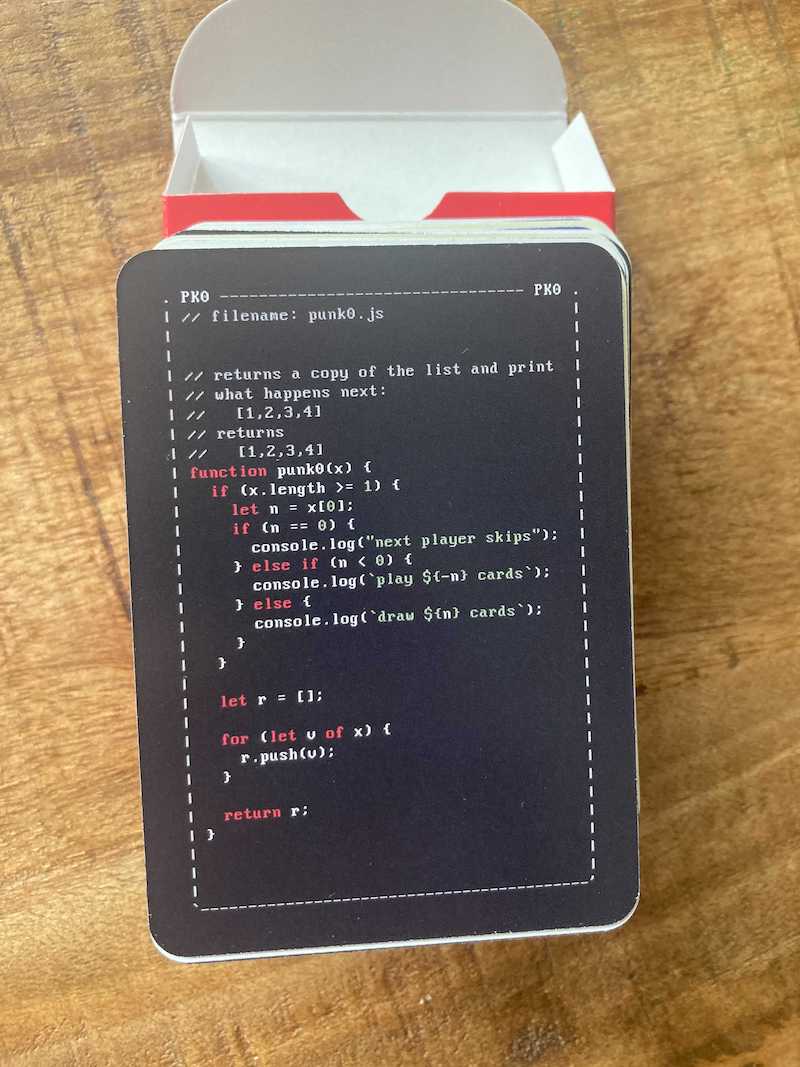 . PK0 -------------------------------- PK0 .
// filename: punk0.js
// returns a copy of the list and print
// what happens next:
//   [1,2,3,4]
// returns
//   [1,2,3,4]
function punk0(x) {
  if (x.length >= 1) {
    let n = x[0];
    if (n == 0) {
      console.log("next player skips");
    } else if (n < 0) {
      console.log(`play ${-n} cards`);
    } else {
      console.log(`draw ${n} cards`);
    }
  }
  let r = [];
  for (let v of x) {
    r.push(v);
  }
  return r;
}